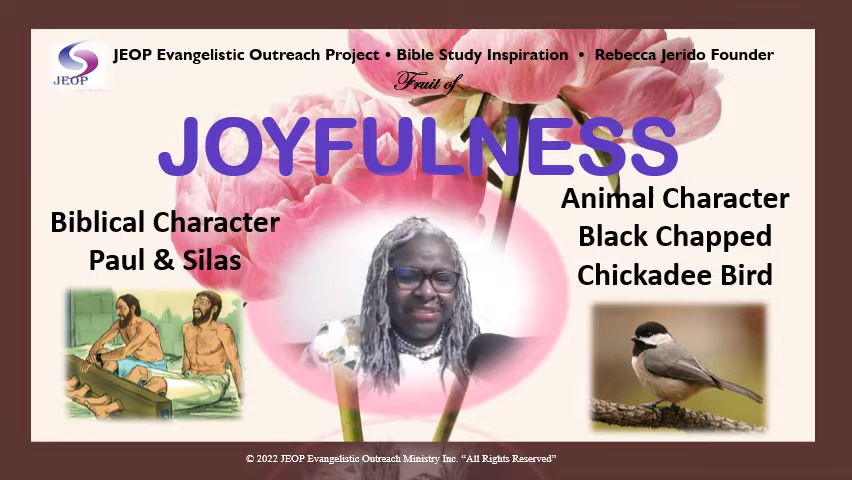 JEOP Evangelistic Outreach Project • Bible Study Inspiration • Rebecca Jerido Founder
JEOP
Fruit of
JOYFULNESS
Biblical Character
Paul & Silas
Animal Character
Black Chapped
Chickadee Bird
© 2022 JEOP Evangelistic Outreach Ministry Inc. “All Rights Reserved”